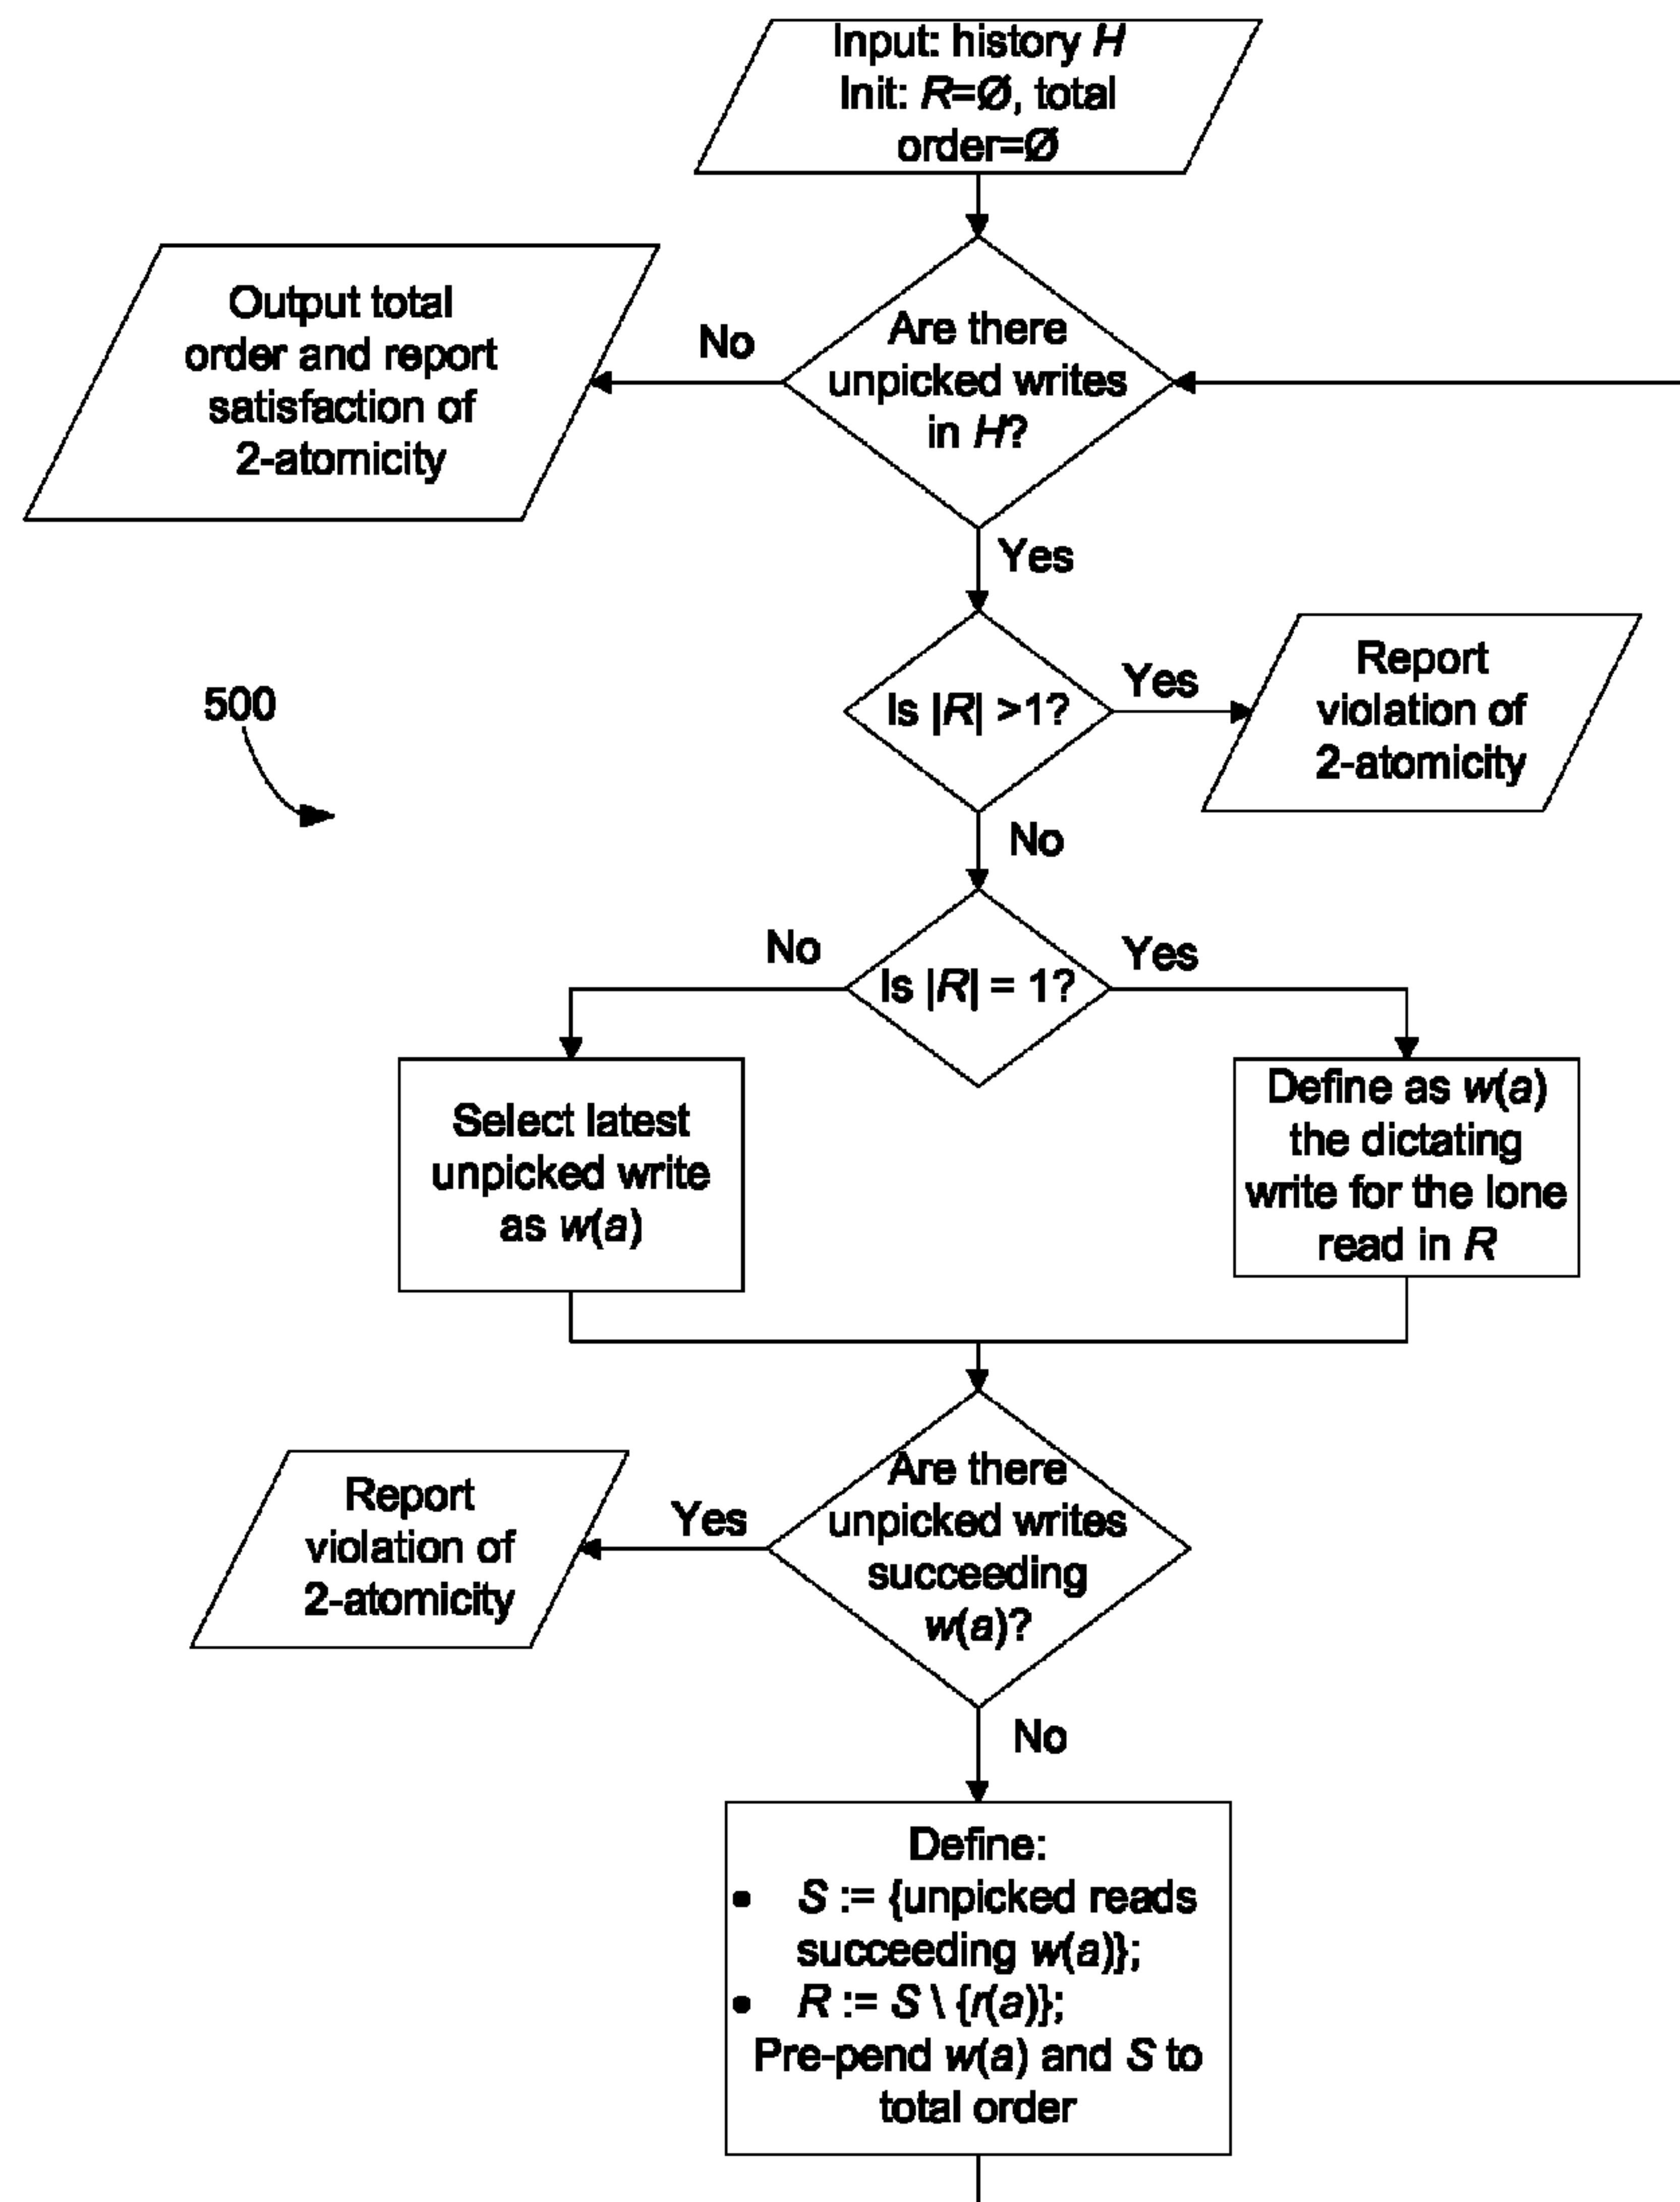 Input: history H
Init: R=Ø, total
order=Ø
Output total
order and report
satisfaction of
2-atomicity
No
Are there
unpicked writes
in H?
Yes
500
Is |R| >1?
Yes
Report
violation of
2-atomicity
No
No
Is |R| = 1?
Yes
Select latest
unpicked write
as w(a)
Define as w(a)
the dictating
write for the lone
read in R
Report
violation of
2-atomicity
Yes
Are there
unpicked writes
succeeding
w(a)?
No
Define:
• S := {unpicked reads
succeeding w(a)};
• R := S \ {r(a)};
Pre-pend w(a) and S to
total order